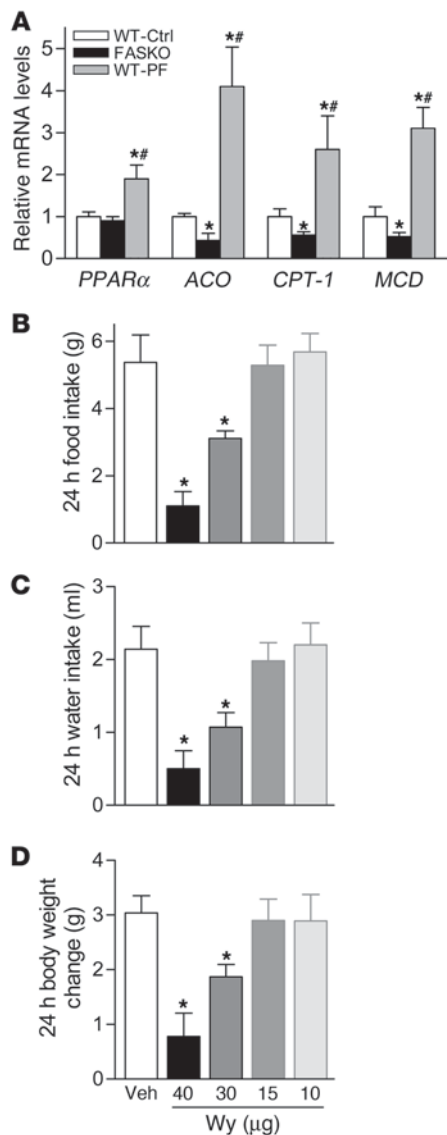 A
WT-Ctrl
FASKO
WT-PF
Relative mRNA levels
5
4
3
2
1
0
*# * *# * *# * *#
PPARα ACO CPT-1 MCD
B
24 h food intake (g)
6
4
2
0
* *
C
24 h water intake (ml)
3
2
1
0
* *
D
24 h body weight
change (g)
4
3
2
1
0
* *
Veh 40 30 15 10
Wy (μg)